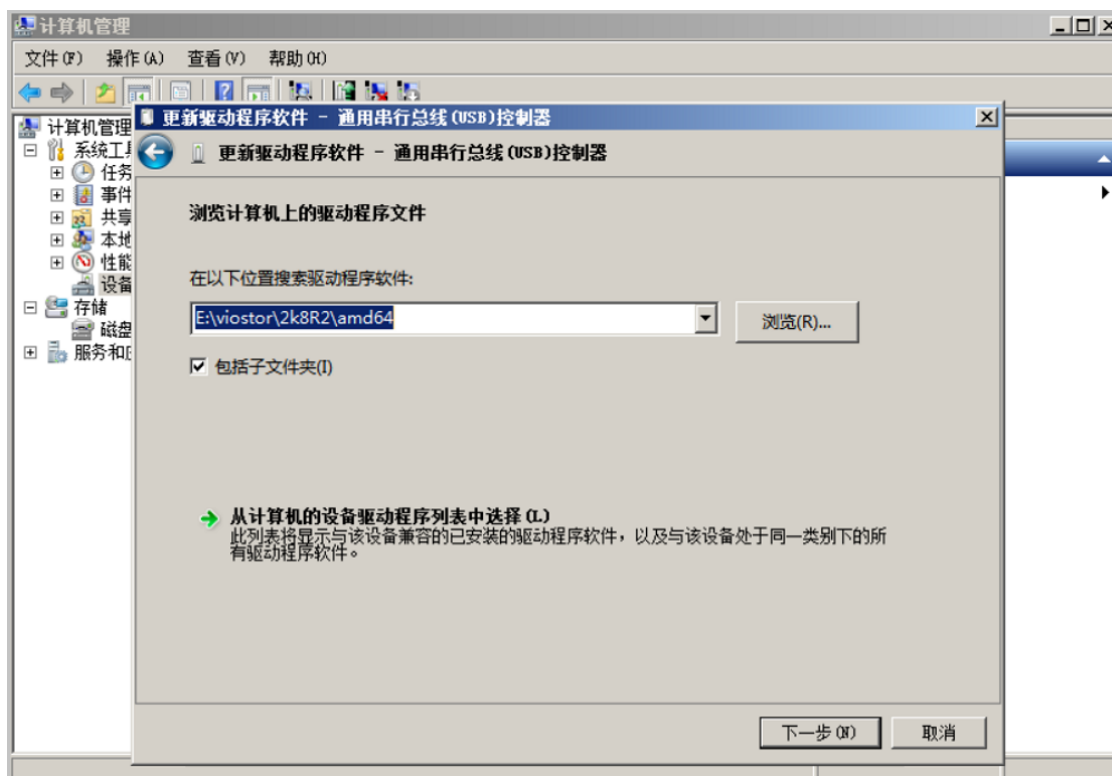 计算机管理
文件(F) 操作(A) 查看(V) 帮助(H)
更新驱动程序软件 - 通用串行总线(USB)控制器
计算机管理
更新驱动程序软件 - 通用串行总线(USB)控制器
系统工
任务
事件
共享
本地
性能
设备
存储
磁盘
服务和应
浏览计算机上的驱动程序文件
在以下位置搜索驱动程序软件:
E:\viostor\2k8R2\amd64
浏览(R)...
包括子文件夹(I)
从计算机的设备驱动程序列表中选择(L)
此列表将显示与该设备兼容的已安装的驱动程序软件，以及与该设备处于同一类别下的所
有驱动程序软件。
下一步(N) 取消